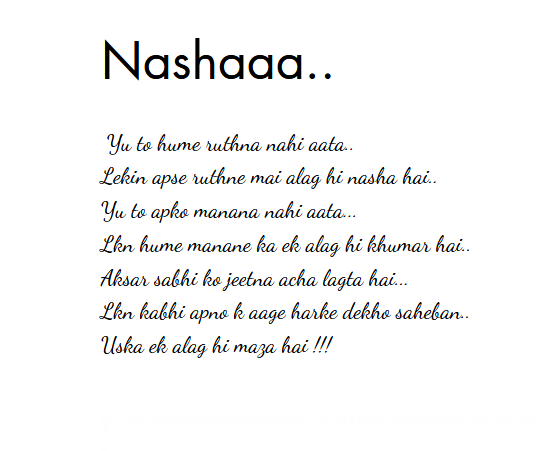 Nashaaa..
Yu to hume ruthna nahi aata..
Lekin apse ruthne mai alag hi nasha hai..
Yu to apko manana nahi aata...
Lkn hume manane ka ek alag hi khumar hai..
Aksar sabhi ko jeetna acha lagta hai...
Lkn kabhi apno k aage harke dekho saheban..
Uska ek alag hi maza hai !!!